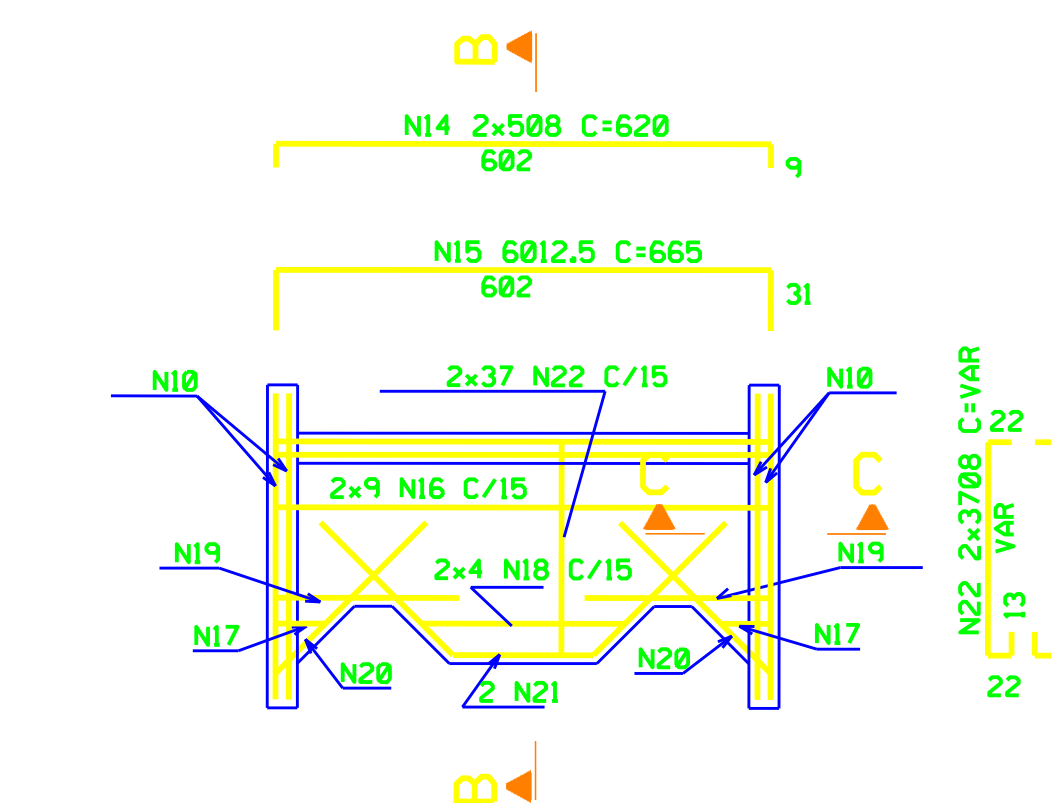 B
N14 2x508 C=620
602
9
N15 6012.5 C=665
602
31
N10
2x37 N22 C/15
N10
N22 2x3708 C=VAR
22
VAR
13
22
C
C
2x9 N16 C/15
N19
2x4 N18 C/15
N19
N17
N17
N20
N20
2 N21
B